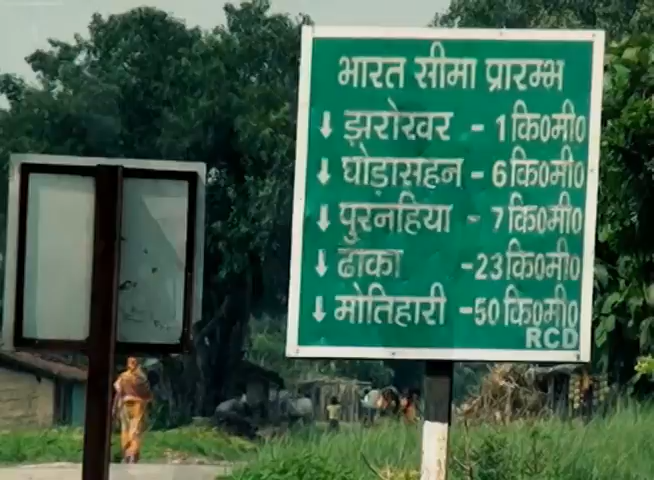 भारत सीमा प्रारम्भ
↓ झरोखर - 1 कि0मी0
↓ घोड़ासहन - 6 कि0मी0
↓ पुरनहिया - 7 कि0मी0
↓ ढाका - 23 कि0मी0
↓ मोतिहारी - 50 कि0मी0
RCD